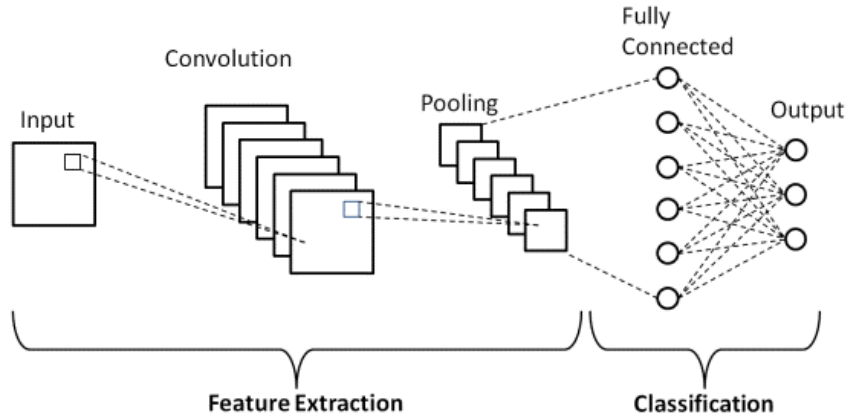 Input
Convolution
Pooling
Fully
Connected
Output
Feature Extraction
Classification